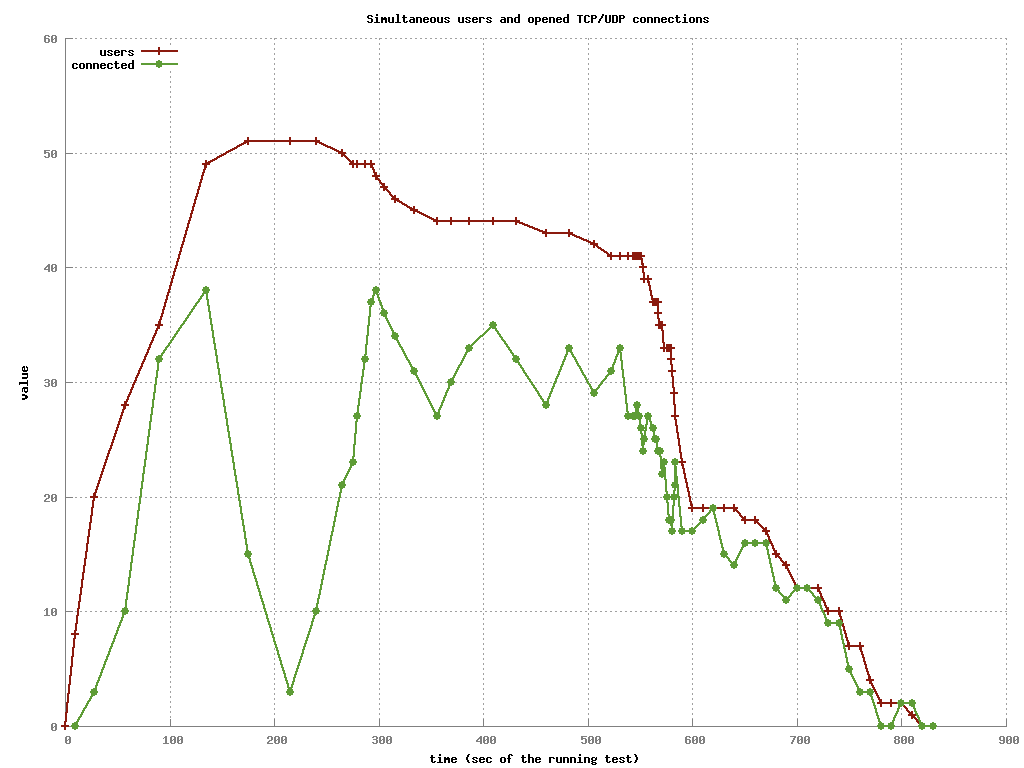 Simultaneous users and opened TCP/UDP connections
60
users
connected
50
40
30
20
10
0
value
0 100 200 300 400 500 600 700 800 900
time (sec of the running test)